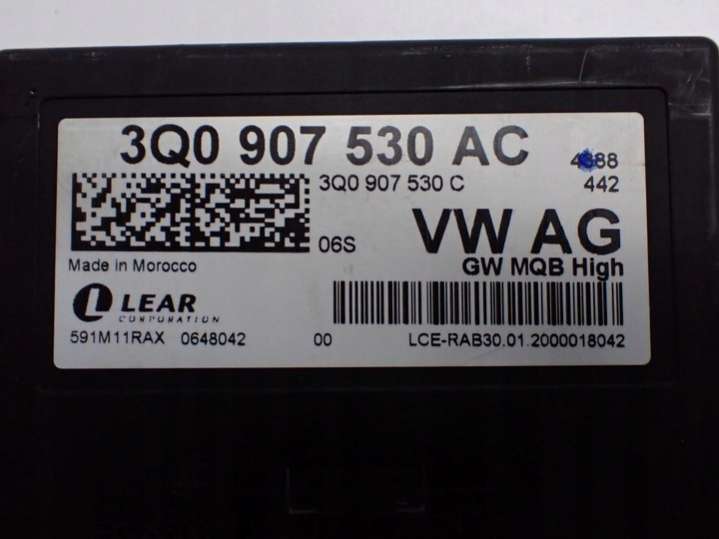 3Q0 907 530 AC
3Q0 907 530 C 442
06S VW AG
Made in Morocco GW MQB High
LEAR
CORPORATION
591M11RAX 0648042 00 LCE-RAB30.01.2000018042